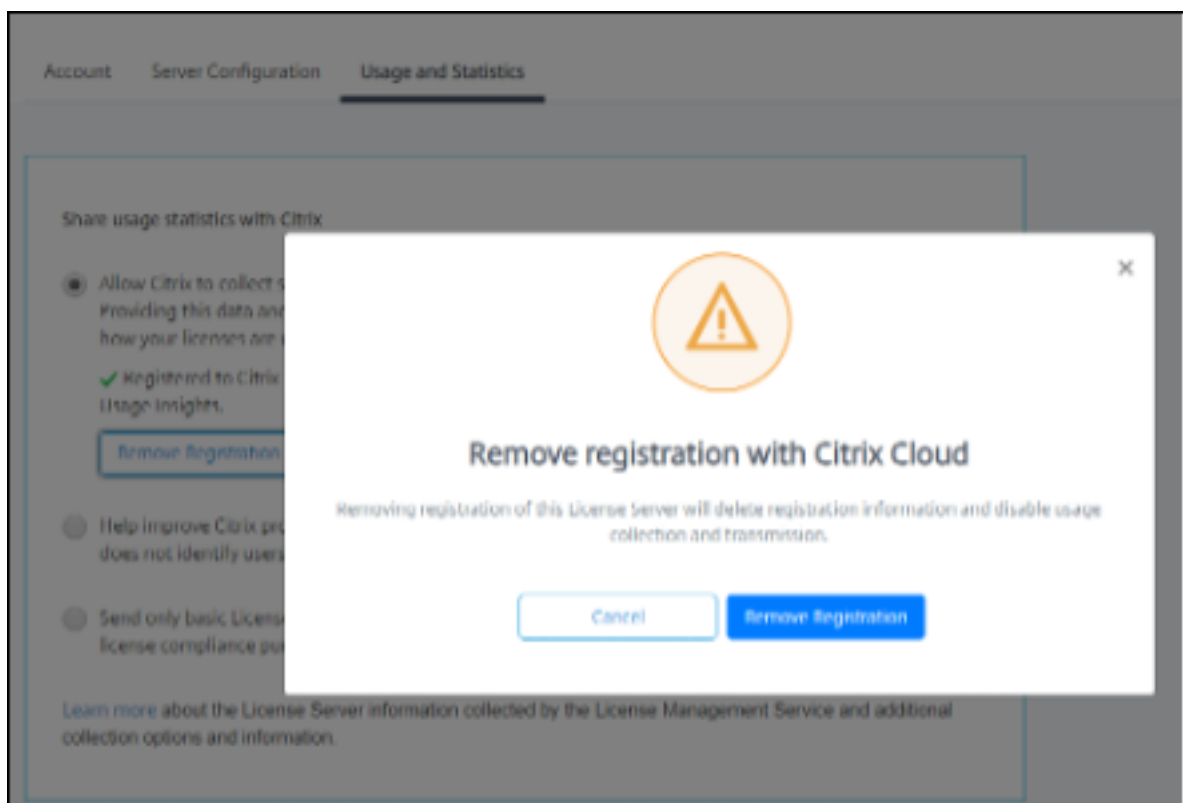 Account Server Configuration Usage and Statistics
Share usage statistics with Citrix
Allow Citrix to collect s
Providing this data and
how your licenses are
Registered to Citrix
Usage Insights.
Remove Registration
Help improve Citrix pro
does not identify users
Send only basic Licens
license compliance pu
Learn more about the License Server information collected by the License Management Service and additional
collection options and information.
×
Remove registration with Citrix Cloud
Removing registration of this License Server will delete registration information and disable usage
collection and transmission.
Cancel Remove Registration